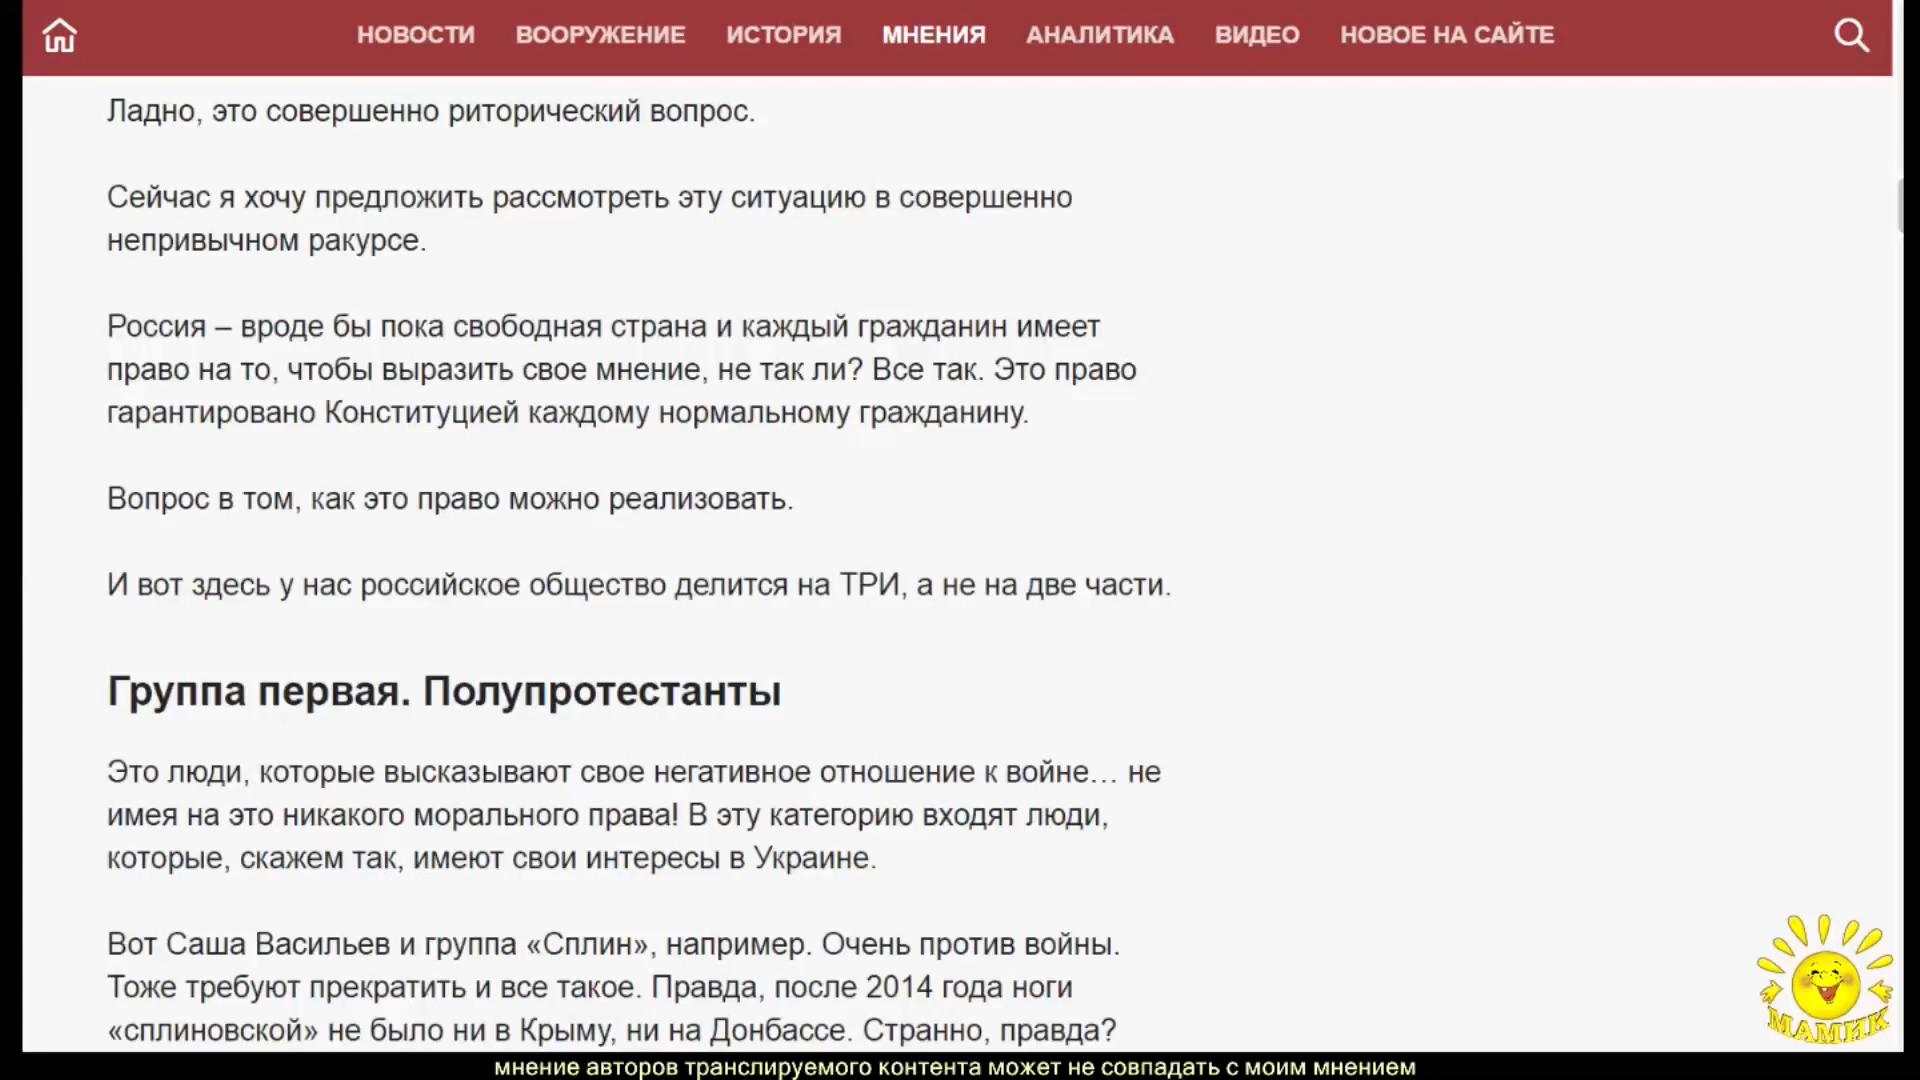 НОВОСТИ ВООРУЖЕНИЕ ИСТОРИЯ МНЕНИЯ АНАЛИТИКА ВИДЕО НОВОЕ НА САЙТЕ
Ладно, это совершенно риторический вопрос.
Сейчас я хочу предложить рассмотреть эту ситуацию в совершенно
непривычном ракурсе.
Россия – вроде бы пока свободная страна и каждый гражданин имеет
право на то, чтобы выразить свое мнение, не так ли? Все так. Это право
гарантировано Конституцией каждому нормальному гражданину.
Вопрос в том, как это право можно реализовать.
И вот здесь у нас российское общество делится на ТРИ, а не на две части.
Группа первая. Полупротестанты
Это люди, которые высказывают свое негативное отношение к войне… не
имея на это никакого морального права! В эту категорию входят люди,
которые, скажем так, имеют свои интересы в Украине.
Вот Саша Васильев и группа «Сплин», например. Очень против войны.
Тоже требуют прекратить и все такое. Правда, после 2014 года ноги
«сплиновской» не было ни в Крыму, ни на Донбассе. Странно, правда?
МАМИК
мнение авторов транслируемого контента может не совпадать с моим мнением